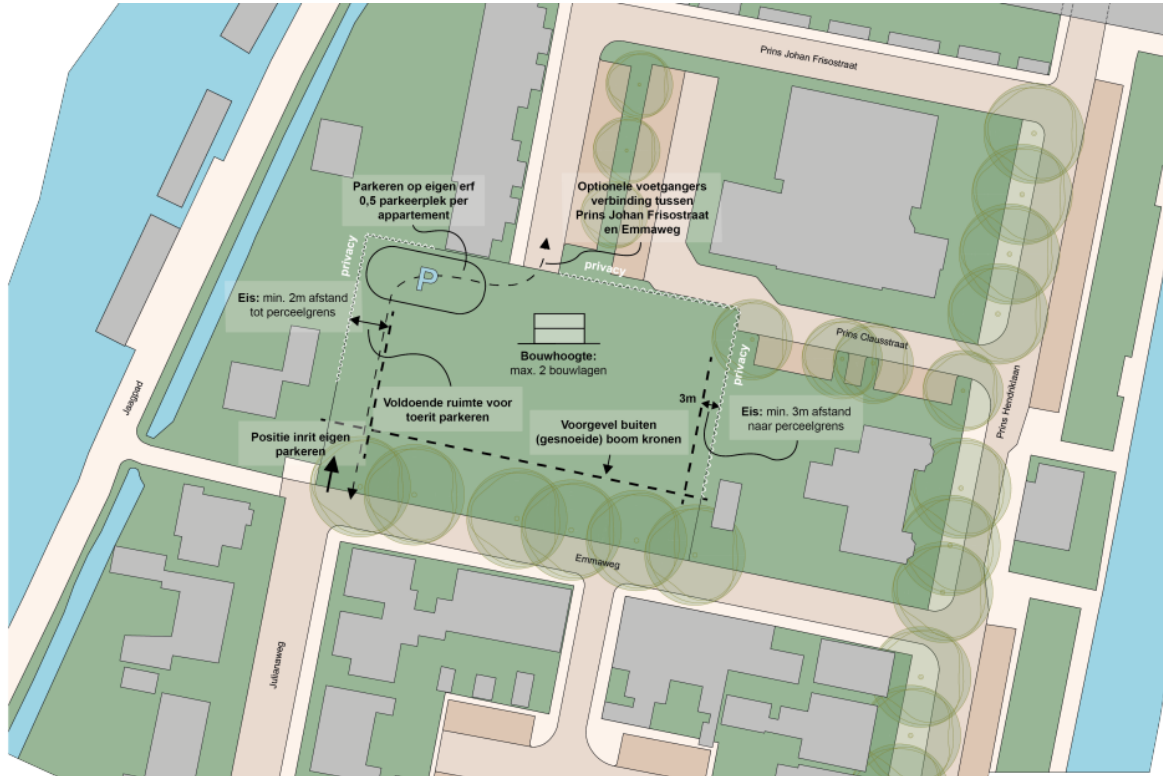 Prins Johan Frisostraat
Parkeren op eigen erf
0,5 parkeerplek per
appartement
Optionele voetgangers
verbinding tussen
Prins Johan Frisostraat
en Emmaweg
privacy
privacy
P
Eis: min. 2m afstand
tot perceelgrens
Bouwhoogte:
max. 2 bouwlagen
Prins Clausstraat
privacy
Prins Hendriklaan
Jaagpad
Voldoende ruimte voor
toerit parkeren
3m
Eis: min. 3m afstand
naar perceelgrens
Voorgevel buiten
(gesnoeide) boom kronen
Positie inrit eigen
parkeren
Emmaweg
Julianaweg